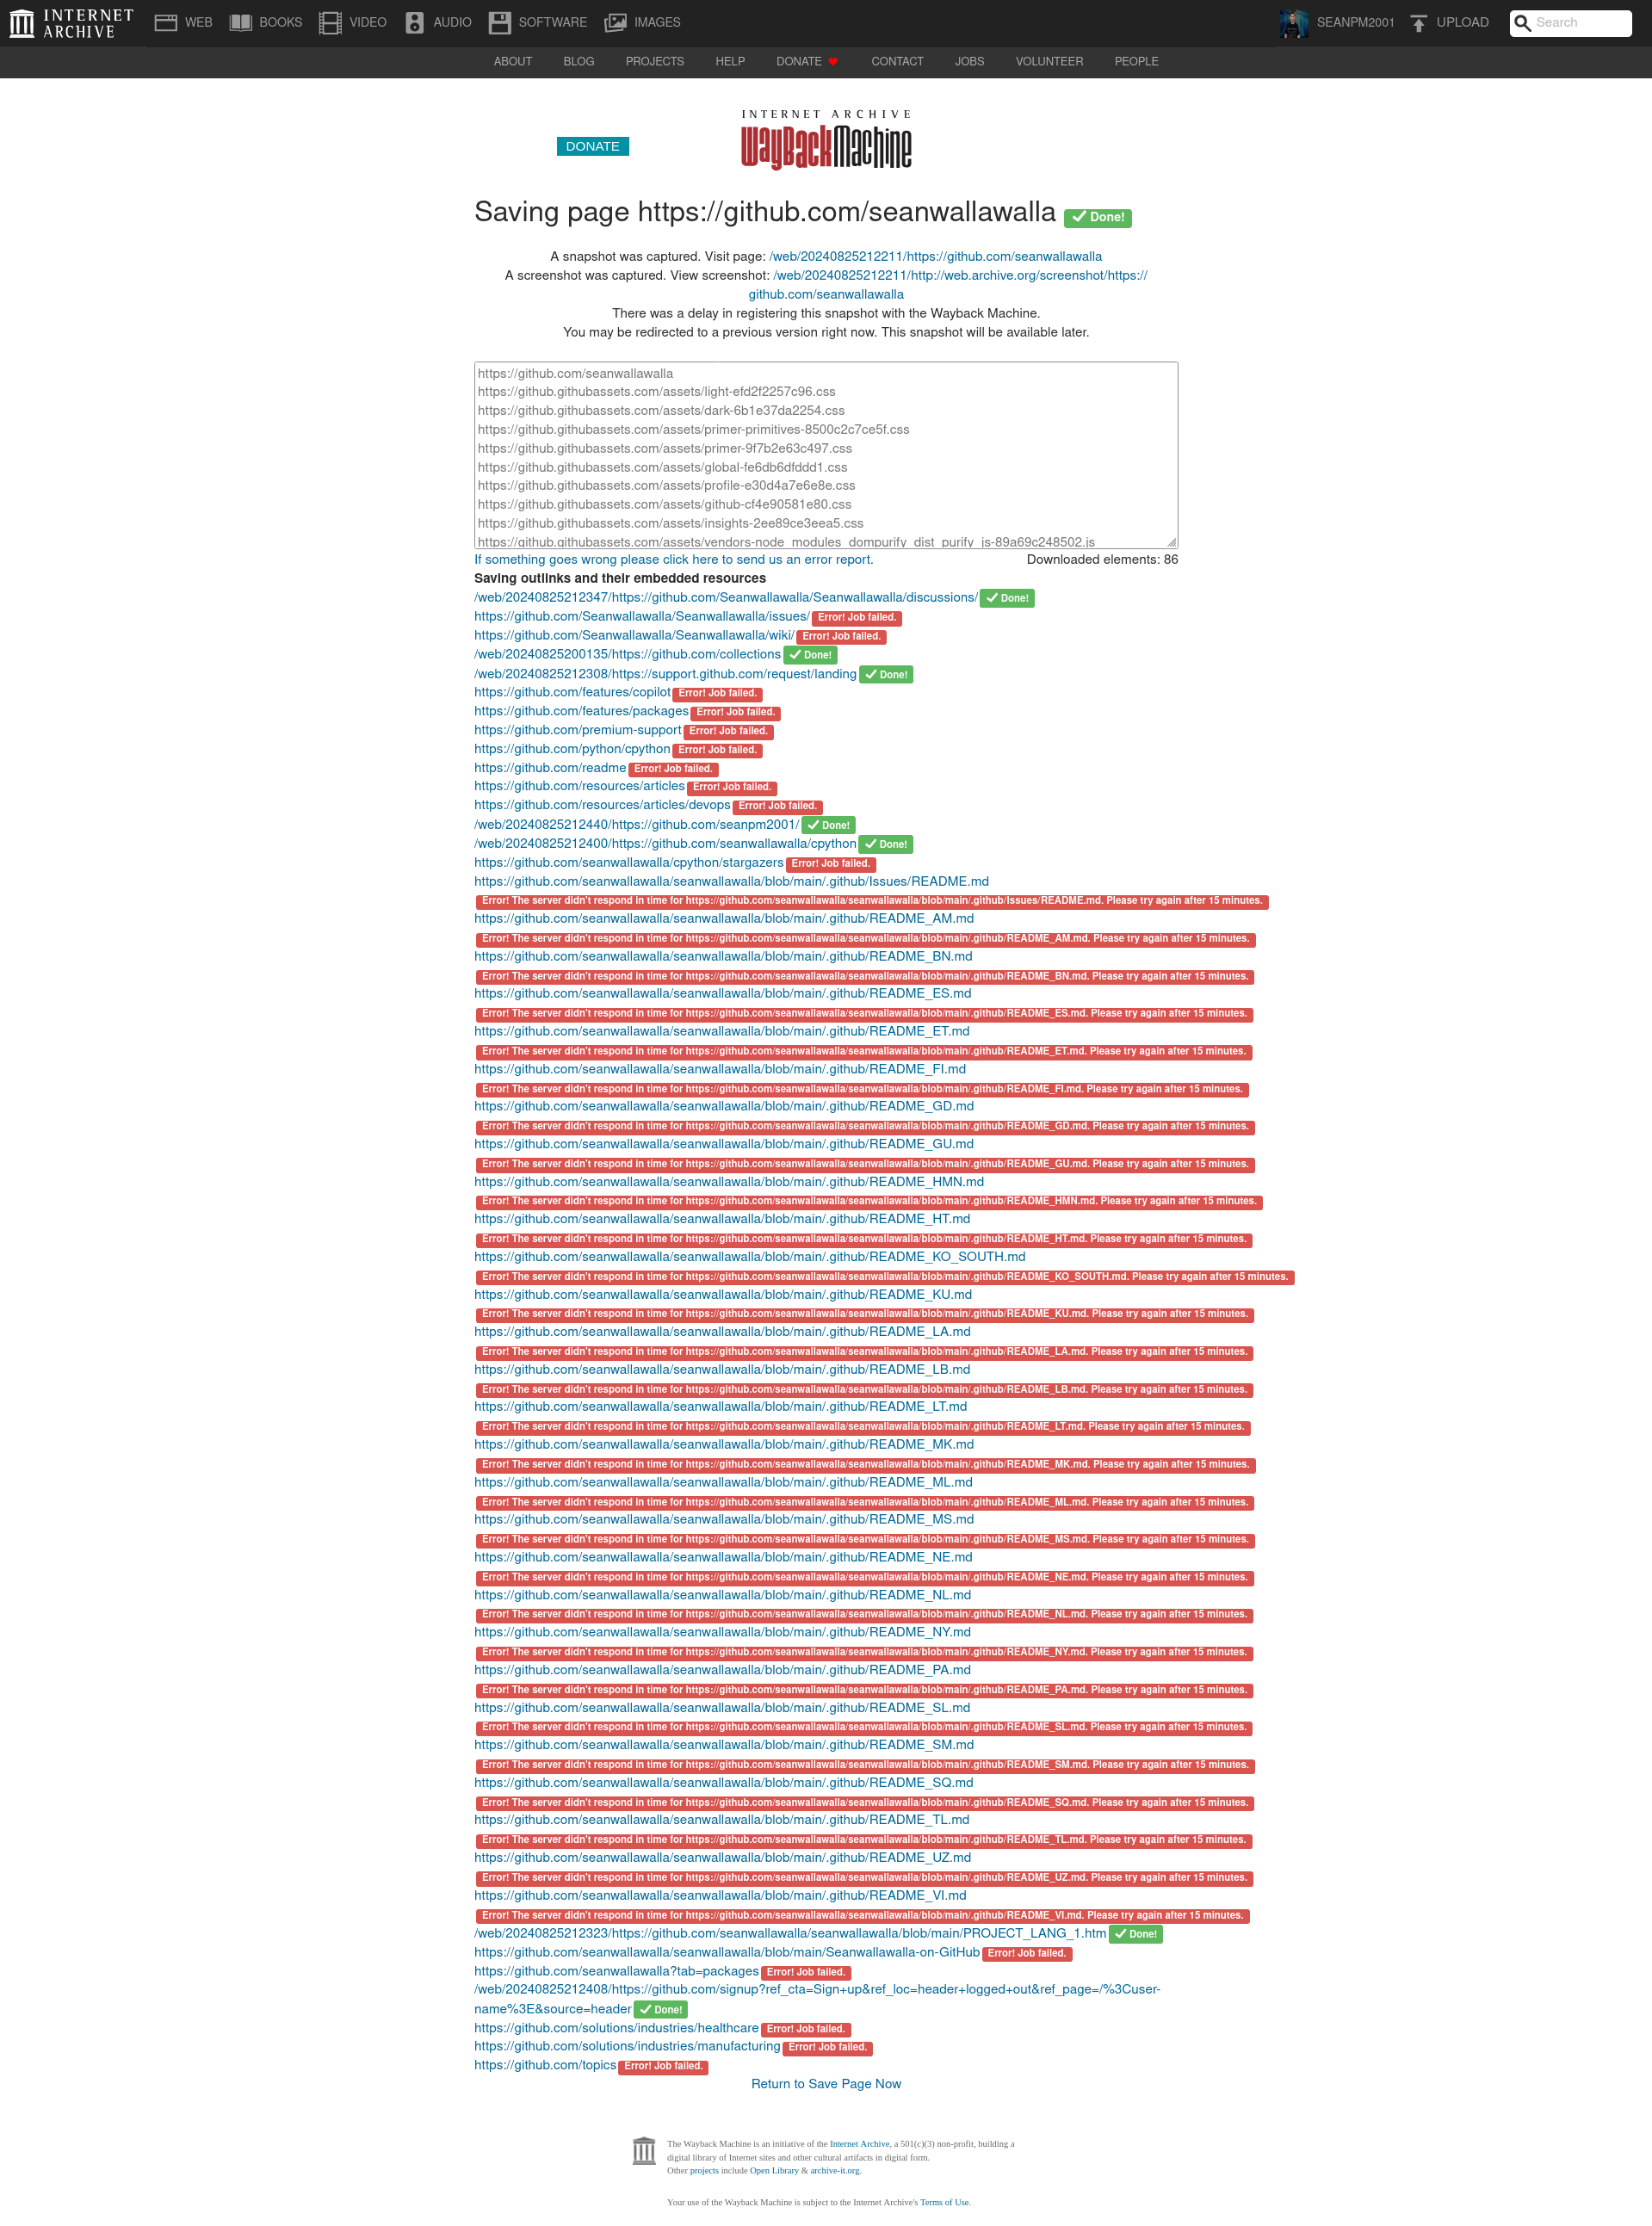 INTERNET ARCHIVE WEB BOOKS VIDEO AUDIO SOFTWARE IMAGES SEANPM2001 UPLOAD Search
ABOUT BLOG PROJECTS HELP DONATE CONTACT JOBS VOLUNTEER PEOPLE
INTERNET ARCHIVE
WayBackMachine
DONATE
Saving page https://github.com/seanwallawalla Done!
A snapshot was captured. Visit page: /web/20240825212211/https://github.com/seanwallawalla
A screenshot was captured. View screenshot: /web/20240825212211/http://web.archive.org/screenshot/https://
github.com/seanwallawalla
There was a delay in registering this snapshot with the Wayback Machine.
You may be redirected to a previous version right now. This snapshot will be available later.
https://github.com/seanwallawalla
https://github.githubassets.com/assets/light-efd2f2257c96.css
https://github.githubassets.com/assets/dark-6b1e37da2254.css
https://github.githubassets.com/assets/primer-primitives-8500c2c7ce5f.css
https://github.githubassets.com/assets/primer-9f7b2e63c497.css
https://github.githubassets.com/assets/global-fe6db6dfddd1.css
https://github.githubassets.com/assets/profile-e30d4a7e6e8e.css
https://github.githubassets.com/assets/github-cf4e90581e80.css
https://github.githubassets.com/assets/insights-2ee89ce3eea5.css
https://github.githubassets.com/assets/vendors-node_modules_dompurify_dist_purify_js-89a69c248502.js
If something goes wrong please click here to send us an error report. Downloaded elements: 86
Saving outlinks and their embedded resources
/web/20240825212347/https://github.com/Seanwallawalla/Seanwallawalla/discussions/ Done!
https://github.com/Seanwallawalla/Seanwallawalla/issues/ Error! Job failed.
https://github.com/Seanwallawalla/Seanwallawalla/wiki/ Error! Job failed.
/web/20240825200135/https://github.com/collections Done!
/web/20240825212308/https://support.github.com/request/landing Done!
https://github.com/features/copilot Error! Job failed.
https://github.com/features/packages Error! Job failed.
https://github.com/premium-support Error! Job failed.
https://github.com/python/cpython Error! Job failed.
https://github.com/readme Error! Job failed.
https://github.com/resources/articles Error! Job failed.
https://github.com/resources/articles/devops Error! Job failed.
/web/20240825212440/https://github.com/seanpm2001/ Done!
/web/20240825212400/https://github.com/seanwallawalla/cpython Done!
https://github.com/seanwallawalla/cpython/stargazers Error! Job failed.
https://github.com/seanwallawalla/seanwallawalla/blob/main/.github/Issues/README.md
Error! The server didn't respond in time for https://github.com/seanwallawalla/seanwallawalla/blob/main/.github/Issues/README.md. Please try again after 15 minutes.
https://github.com/seanwallawalla/seanwallawalla/blob/main/.github/README_AM.md
Error! The server didn't respond in time for https://github.com/seanwallawalla/seanwallawalla/blob/main/.github/README_AM.md. Please try again after 15 minutes.
https://github.com/seanwallawalla/seanwallawalla/blob/main/.github/README_BN.md
Error! The server didn't respond in time for https://github.com/seanwallawalla/seanwallawalla/blob/main/.github/README_BN.md. Please try again after 15 minutes.
https://github.com/seanwallawalla/seanwallawalla/blob/main/.github/README_ES.md
Error! The server didn't respond in time for https://github.com/seanwallawalla/seanwallawalla/blob/main/.github/README_ES.md. Please try again after 15 minutes.
https://github.com/seanwallawalla/seanwallawalla/blob/main/.github/README_ET.md
Error! The server didn't respond in time for https://github.com/seanwallawalla/seanwallawalla/blob/main/.github/README_ET.md. Please try again after 15 minutes.
https://github.com/seanwallawalla/seanwallawalla/blob/main/.github/README_FI.md
Error! The server didn't respond in time for https://github.com/seanwallawalla/seanwallawalla/blob/main/.github/README_FI.md. Please try again after 15 minutes.
https://github.com/seanwallawalla/seanwallawalla/blob/main/.github/README_GD.md
Error! The server didn't respond in time for https://github.com/seanwallawalla/seanwallawalla/blob/main/.github/README_GD.md. Please try again after 15 minutes.
https://github.com/seanwallawalla/seanwallawalla/blob/main/.github/README_GU.md
Error! The server didn't respond in time for https://github.com/seanwallawalla/seanwallawalla/blob/main/.github/README_GU.md. Please try again after 15 minutes.
https://github.com/seanwallawalla/seanwallawalla/blob/main/.github/README_HMN.md
Error! The server didn't respond in time for https://github.com/seanwallawalla/seanwallawalla/blob/main/.github/README_HMN.md. Please try again after 15 minutes.
https://github.com/seanwallawalla/seanwallawalla/blob/main/.github/README_HT.md
Error! The server didn't respond in time for https://github.com/seanwallawalla/seanwallawalla/blob/main/.github/README_HT.md. Please try again after 15 minutes.
https://github.com/seanwallawalla/seanwallawalla/blob/main/.github/README_KO_SOUTH.md
Error! The server didn't respond in time for https://github.com/seanwallawalla/seanwallawalla/blob/main/.github/README_KO_SOUTH.md. Please try again after 15 minutes.
https://github.com/seanwallawalla/seanwallawalla/blob/main/.github/README_KU.md
Error! The server didn't respond in time for https://github.com/seanwallawalla/seanwallawalla/blob/main/.github/README_KU.md. Please try again after 15 minutes.
https://github.com/seanwallawalla/seanwallawalla/blob/main/.github/README_LA.md
Error! The server didn't respond in time for https://github.com/seanwallawalla/seanwallawalla/blob/main/.github/README_LA.md. Please try again after 15 minutes.
https://github.com/seanwallawalla/seanwallawalla/blob/main/.github/README_LB.md
Error! The server didn't respond in time for https://github.com/seanwallawalla/seanwallawalla/blob/main/.github/README_LB.md. Please try again after 15 minutes.
https://github.com/seanwallawalla/seanwallawalla/blob/main/.github/README_LT.md
Error! The server didn't respond in time for https://github.com/seanwallawalla/seanwallawalla/blob/main/.github/README_LT.md. Please try again after 15 minutes.
https://github.com/seanwallawalla/seanwallawalla/blob/main/.github/README_MK.md
Error! The server didn't respond in time for https://github.com/seanwallawalla/seanwallawalla/blob/main/.github/README_MK.md. Please try again after 15 minutes.
https://github.com/seanwallawalla/seanwallawalla/blob/main/.github/README_ML.md
Error! The server didn't respond in time for https://github.com/seanwallawalla/seanwallawalla/blob/main/.github/README_ML.md. Please try again after 15 minutes.
https://github.com/seanwallawalla/seanwallawalla/blob/main/.github/README_MS.md
Error! The server didn't respond in time for https://github.com/seanwallawalla/seanwallawalla/blob/main/.github/README_MS.md. Please try again after 15 minutes.
https://github.com/seanwallawalla/seanwallawalla/blob/main/.github/README_NE.md
Error! The server didn't respond in time for https://github.com/seanwallawalla/seanwallawalla/blob/main/.github/README_NE.md. Please try again after 15 minutes.
https://github.com/seanwallawalla/seanwallawalla/blob/main/.github/README_NL.md
Error! The server didn't respond in time for https://github.com/seanwallawalla/seanwallawalla/blob/main/.github/README_NL.md. Please try again after 15 minutes.
https://github.com/seanwallawalla/seanwallawalla/blob/main/.github/README_NY.md
Error! The server didn't respond in time for https://github.com/seanwallawalla/seanwallawalla/blob/main/.github/README_NY.md. Please try again after 15 minutes.
https://github.com/seanwallawalla/seanwallawalla/blob/main/.github/README_PA.md
Error! The server didn't respond in time for https://github.com/seanwallawalla/seanwallawalla/blob/main/.github/README_PA.md. Please try again after 15 minutes.
https://github.com/seanwallawalla/seanwallawalla/blob/main/.github/README_SL.md
Error! The server didn't respond in time for https://github.com/seanwallawalla/seanwallawalla/blob/main/.github/README_SL.md. Please try again after 15 minutes.
https://github.com/seanwallawalla/seanwallawalla/blob/main/.github/README_SM.md
Error! The server didn't respond in time for https://github.com/seanwallawalla/seanwallawalla/blob/main/.github/README_SM.md. Please try again after 15 minutes.
https://github.com/seanwallawalla/seanwallawalla/blob/main/.github/README_SQ.md
Error! The server didn't respond in time for https://github.com/seanwallawalla/seanwallawalla/blob/main/.github/README_SQ.md. Please try again after 15 minutes.
https://github.com/seanwallawalla/seanwallawalla/blob/main/.github/README_TL.md
Error! The server didn't respond in time for https://github.com/seanwallawalla/seanwallawalla/blob/main/.github/README_TL.md. Please try again after 15 minutes.
https://github.com/seanwallawalla/seanwallawalla/blob/main/.github/README_UZ.md
Error! The server didn't respond in time for https://github.com/seanwallawalla/seanwallawalla/blob/main/.github/README_UZ.md. Please try again after 15 minutes.
https://github.com/seanwallawalla/seanwallawalla/blob/main/.github/README_VI.md
Error! The server didn't respond in time for https://github.com/seanwallawalla/seanwallawalla/blob/main/.github/README_VI.md. Please try again after 15 minutes.
/web/20240825212323/https://github.com/seanwallawalla/seanwallawalla/blob/main/PROJECT_LANG_1.htm Done!
https://github.com/seanwallawalla/seanwallawalla/blob/main/Seanwallawalla-on-GitHub Error! Job failed.
https://github.com/seanwallawalla?tab=packages Error! Job failed.
/web/20240825212408/https://github.com/signup?ref_cta=Sign+up&ref_loc=header+logged+out&ref_page=/%3Cuser-
name%3E&source=header Done!
https://github.com/solutions/industries/healthcare Error! Job failed.
https://github.com/solutions/industries/manufacturing Error! Job failed.
https://github.com/topics Error! Job failed.
Return to Save Page Now
The Wayback Machine is an initiative of the Internet Archive, a 501(c)(3) non-profit, building a
digital library of Internet sites and other cultural artifacts in digital form.
Other projects include Open Library & archive-it.org.
Your use of the Wayback Machine is subject to the Internet Archive's Terms of Use.